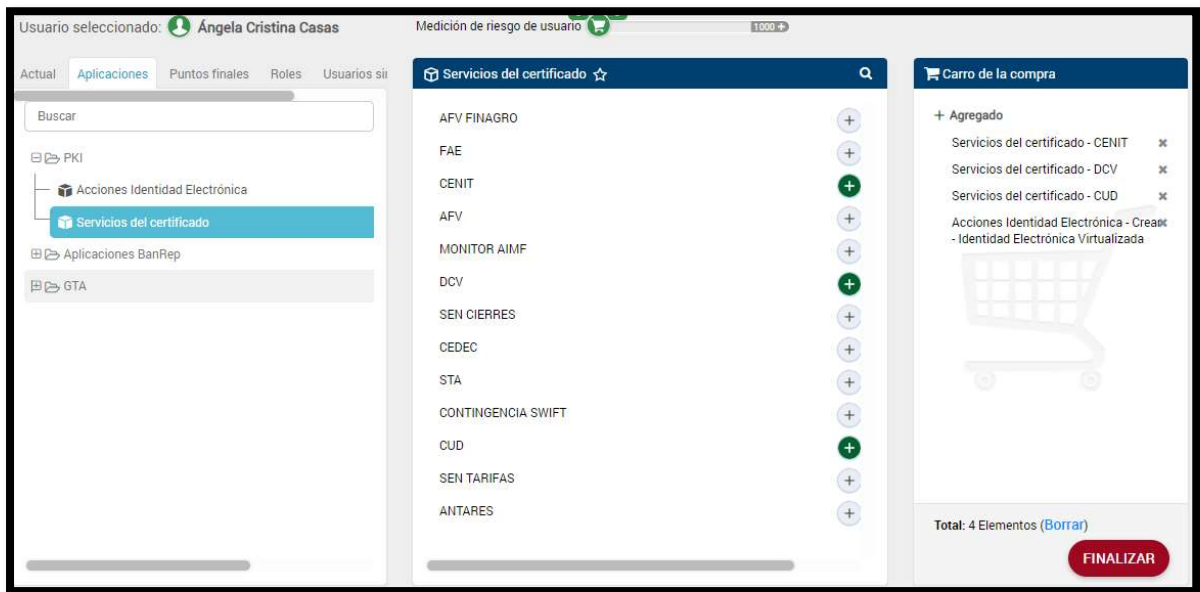 Usuario seleccionado: Ángela Cristina Casas
Medición de riesgo de usuario
1000 +
Actual Aplicaciones Puntos finales Roles Usuarios
Buscar
PKI
Acciones Identidad Electrónica
Servicios del certificado
Aplicaciones BanRep
GTA
Servicios del certificado
AFV FINAGRO
FAE
CENIT
AFV
MONITOR AIMF
DCV
SEN CIERRES
CEDEC
STA
CONTINGENCIA SWIFT
CUD
SEN TARIFAS
ANTARES
Carro de la compra
+ Agregado
Servicios del certificado - CENIT
Servicios del certificado - DCV
Servicios del certificado - CUD
Acciones Identidad Electrónica - Crear
- Identidad Electrónica Virtualizada
Total: 4 Elementos (Borrar)
FINALIZAR